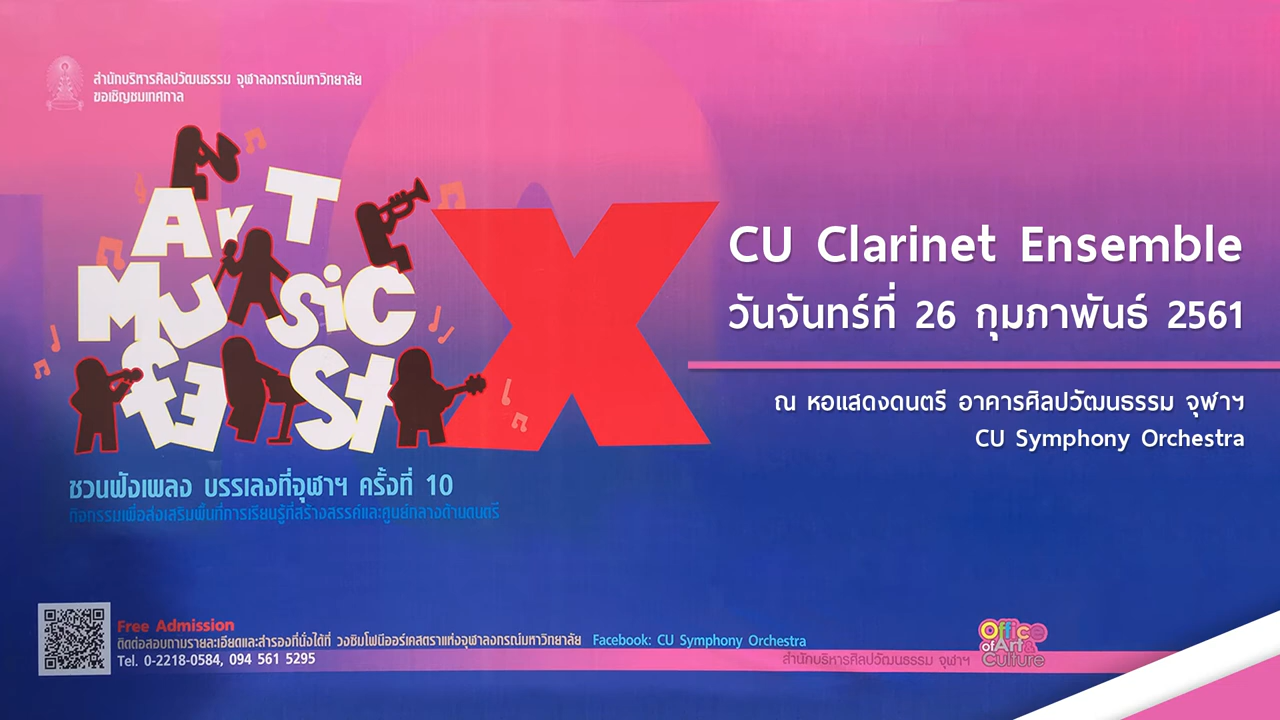 สำนักบริหารศิลปวัฒนธรรม จุฬาลงกรณ์มหาวิทยาลัย
ขอเชิญชมเทศกาล
ArT
MUSiC
feSt
X
ชวนฟังเพลง บรรเลงที่จุฬาฯ ครั้งที่ 10
กิจกรรมเพื่อส่งเสริมพื้นที่การเรียนรู้ที่สร้างสรรค์และศูนย์กลางด้านดนตรี
CU Clarinet Ensemble
วันจันทร์ที่ 26 กุมภาพันธ์ 2561
ณ หอแสดงดนตรี อาคารศิลปวัฒนธรรม จุฬาฯ
CU Symphony Orchestra
Free Admission
ติดต่อสอบถามรายละเอียดและสำรองที่นั่งได้ที่ วงซิมโฟนีออร์เคสตราแห่งจุฬาลงกรณ์มหาวิทยาลัย Facebook: CU Symphony Orchestra
Tel. 0-2218-0584, 094 561 5295
สำนักบริหารศิลปวัฒนธรรม จุฬาฯ
Office
of Art &
Culture